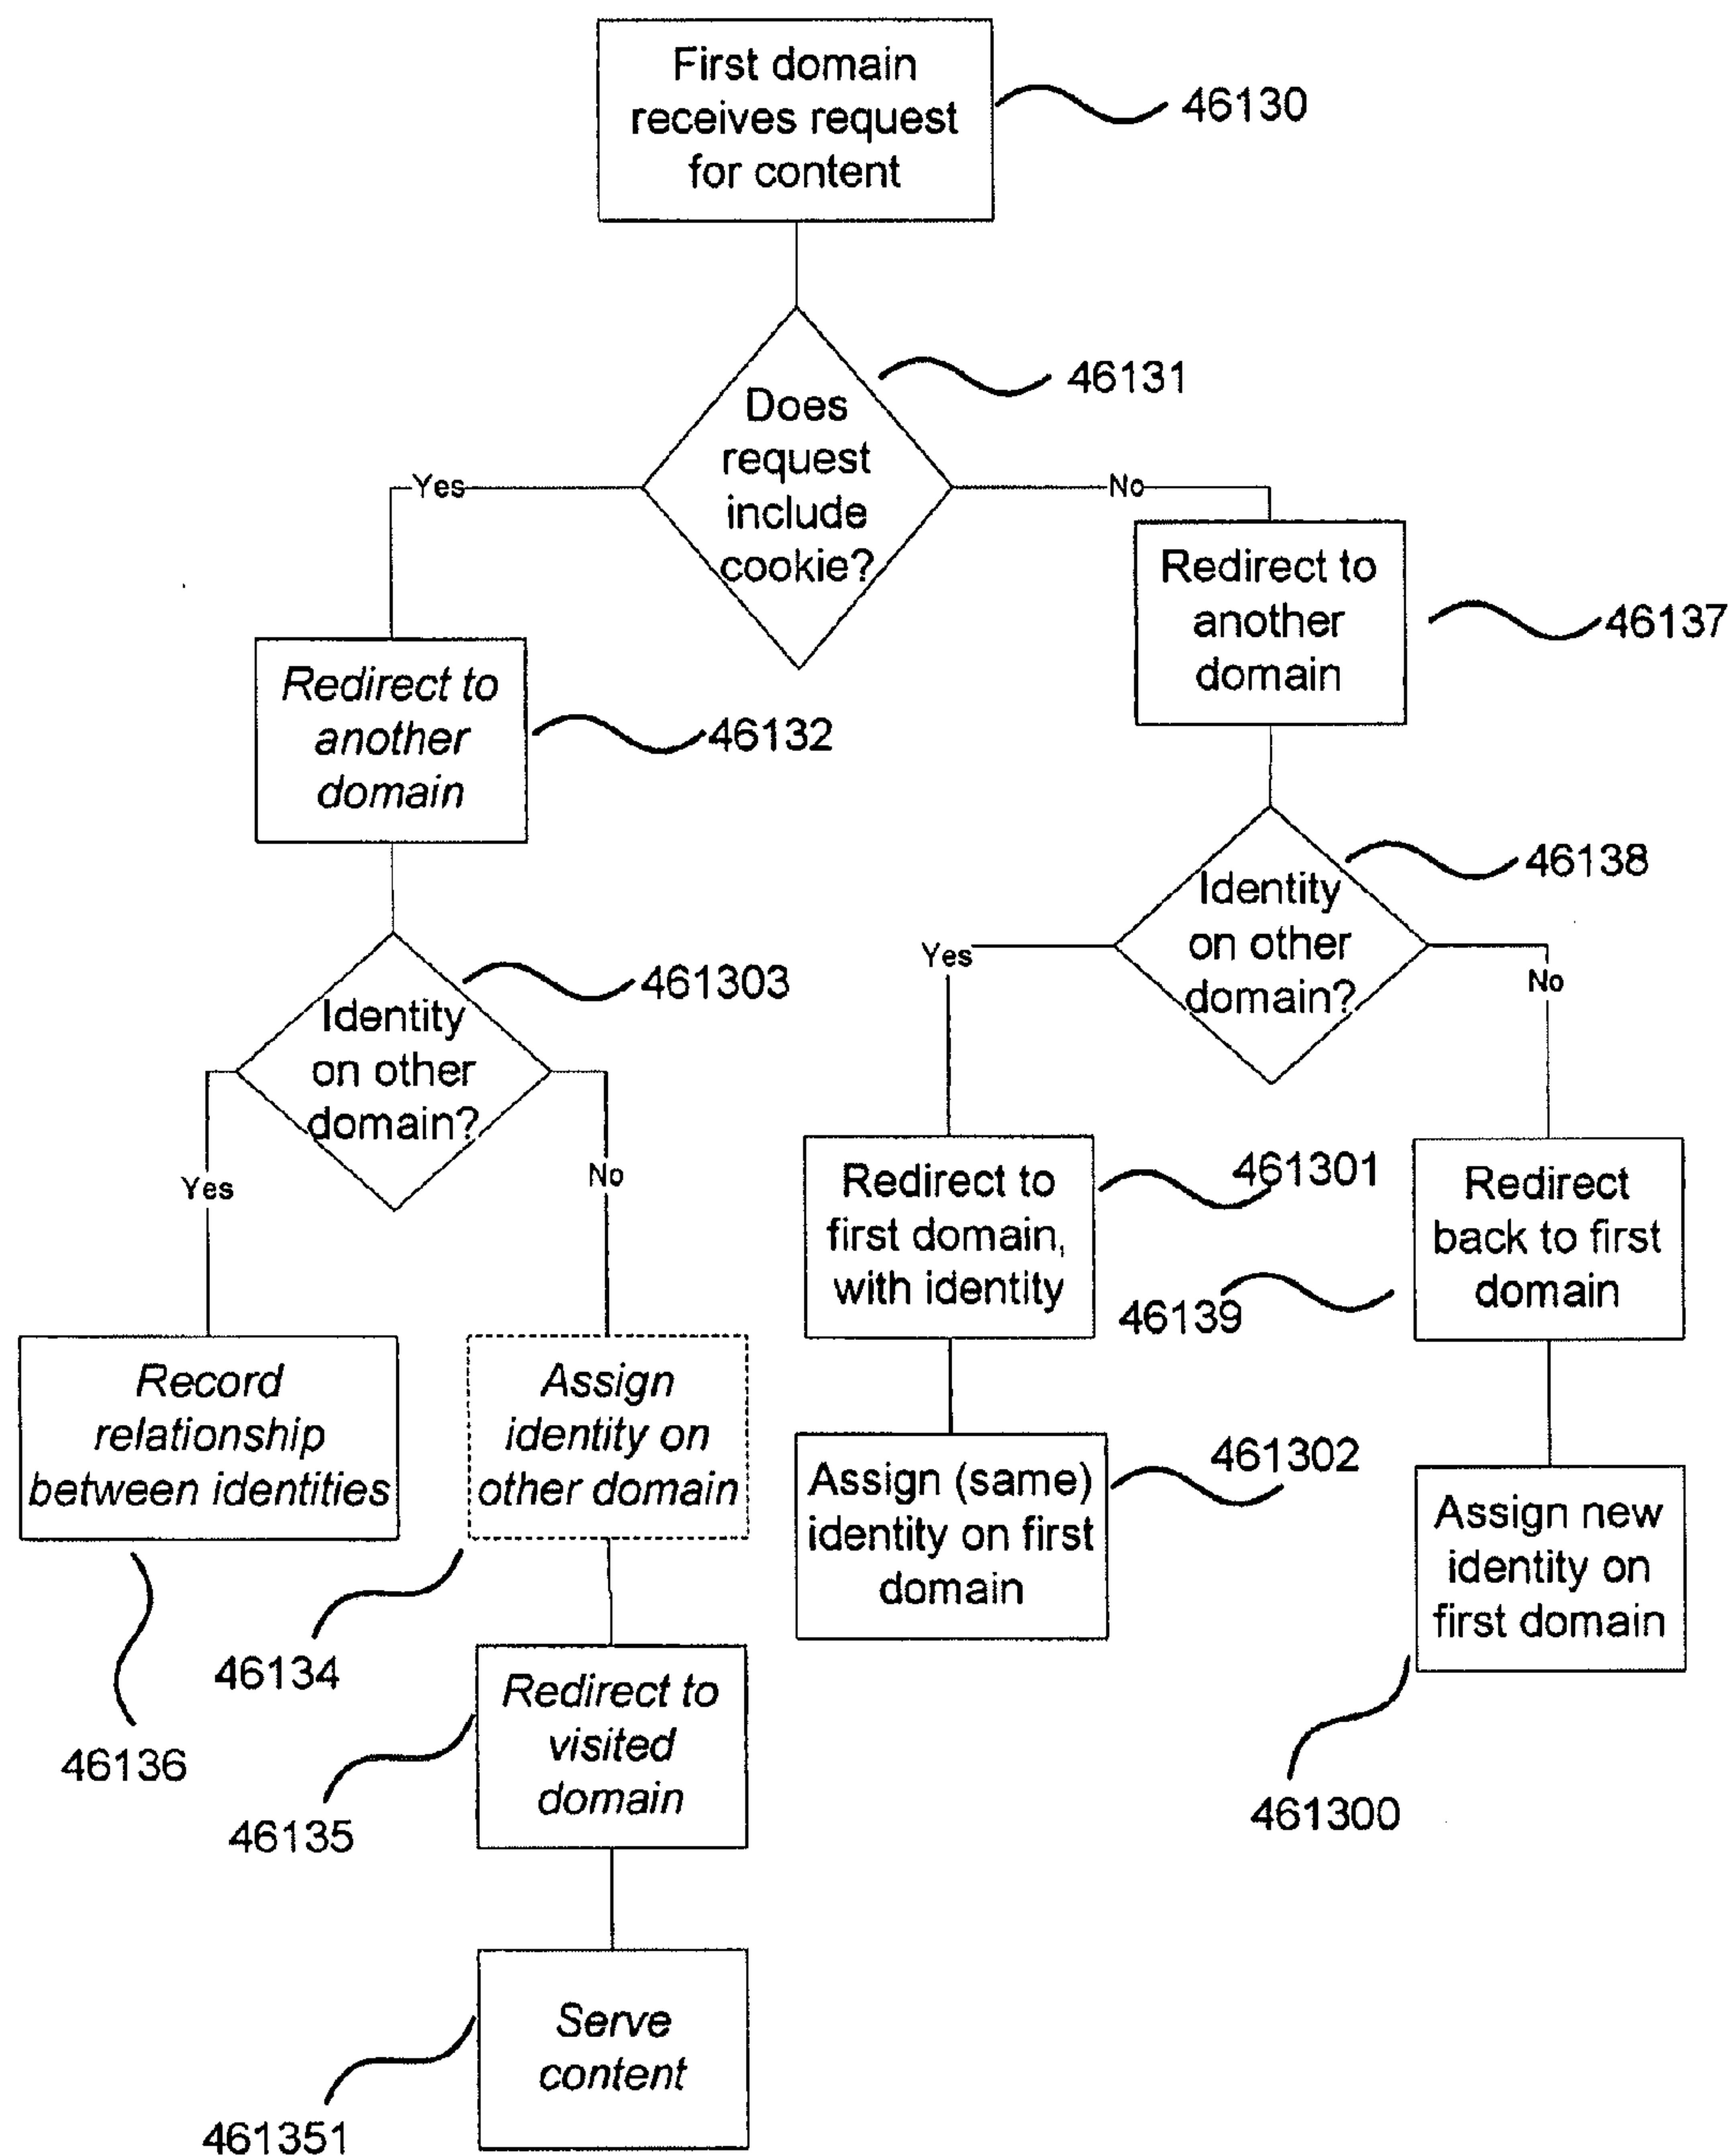 First domain
receives request
for content
46130
Does
request
include
cookie?
46131
Yes
No
Redirect to
another
domain
46132
Redirect to
another
domain
46137
Identity
on other
domain?
461303
Identity
on other
domain?
46138
Yes
No
Yes
No
Record
relationship
between identities
46136
Assign
identity on
other domain
46134
Redirect to
visited
domain
46135
Serve
content
461351
Redirect to
first domain,
with identity
461301
Assign (same)
identity on first
domain
461302
Redirect
back to first
domain
46139
Assign new
identity on
first domain
461300